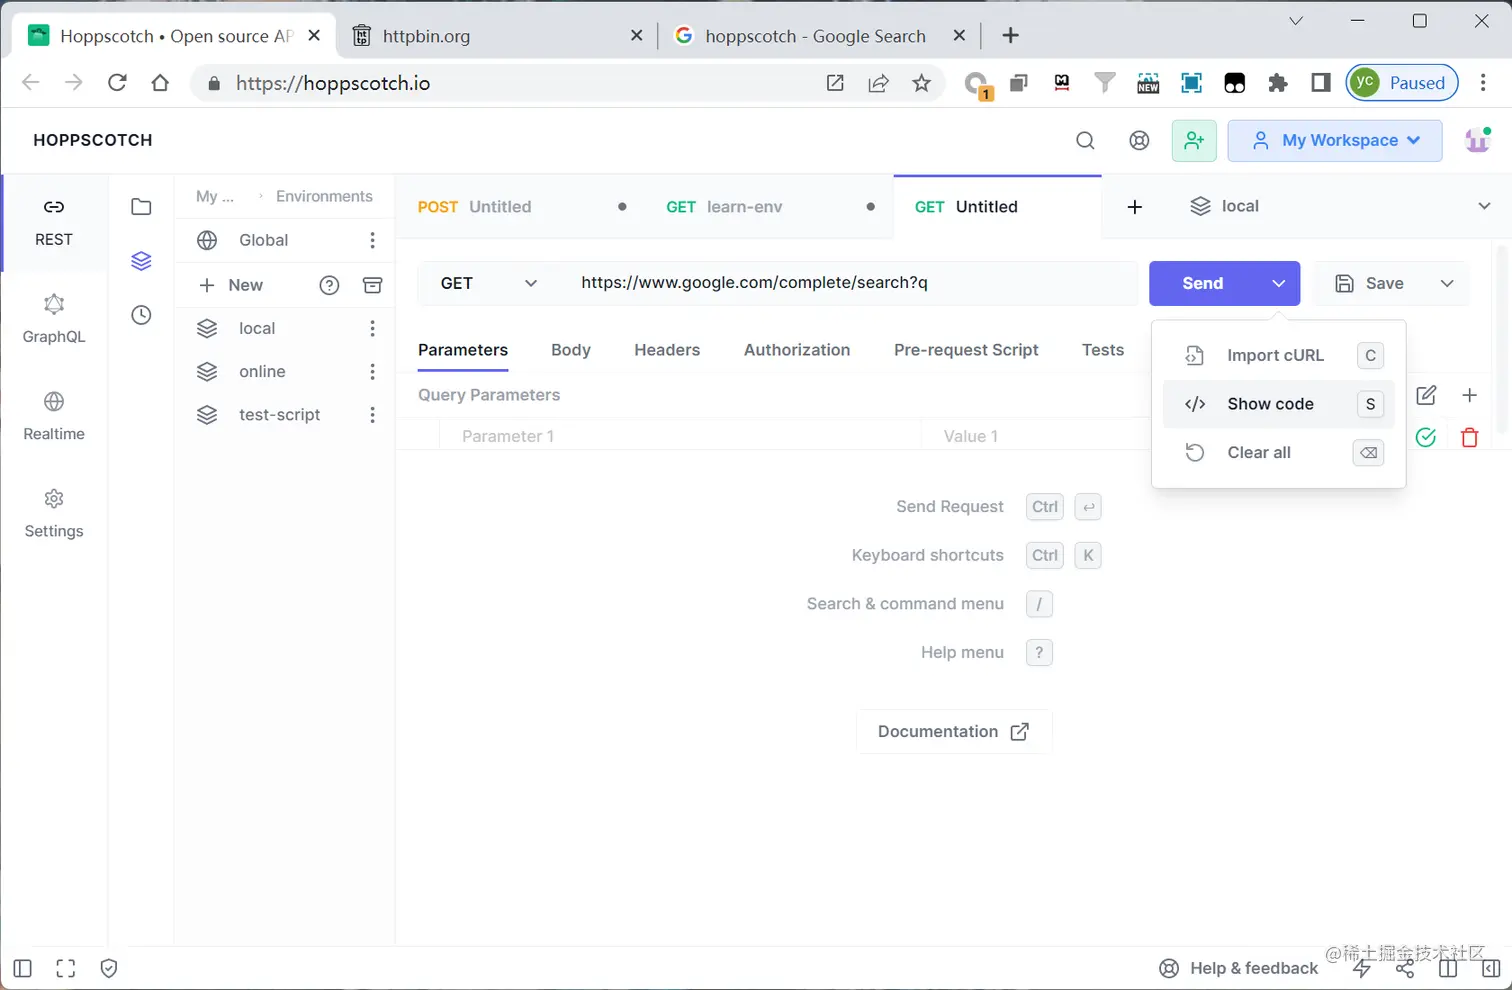 Hoppscotch • Open source AP
httpbin.org
hoppscotch - Google Search
https://hoppscotch.io
1
NEW
yc
Paused
HOPPSCOTCH
My Workspace
REST
GraphQL
Realtime
Settings
My ...
Environments
Global
New
local
online
test-script
POST Untitled
GET learn-env
GET Untitled
local
GET
https://www.google.com/complete/search?q
Send
Save
Import cURL C
Show code S
Clear all
Parameters
Body
Headers
Authorization
Pre-request Script
Tests
Query Parameters
Parameter 1
Value 1
Send Request Ctrl ↩
Keyboard shortcuts Ctrl K
Search & command menu /
Help menu ?
Documentation
@稀土掘金技术社区
Help & feedback